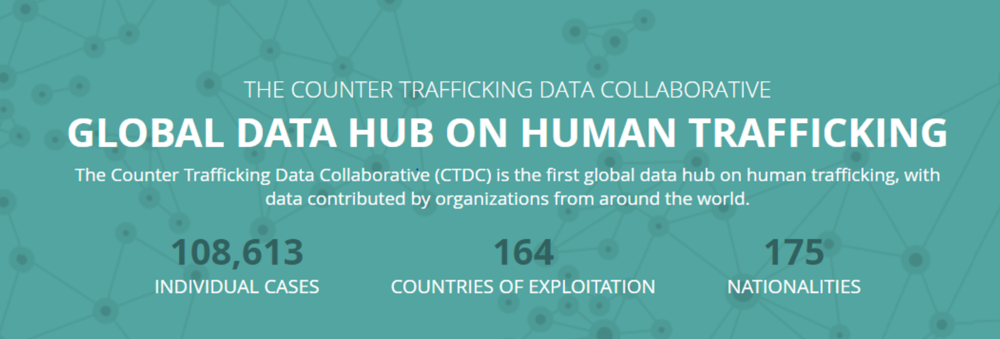 THE COUNTER TRAFFICKING DATA COLLABORATIVE
GLOBAL DATA HUB ON HUMAN TRAFFICKING
The Counter Trafficking Data Collaborative (CTDC) is the first global data hub on human trafficking, with
data contributed by organizations from around the world.
108,613
INDIVIDUAL CASES
164
COUNTRIES OF EXPLOITATION
175
NATIONALITIES